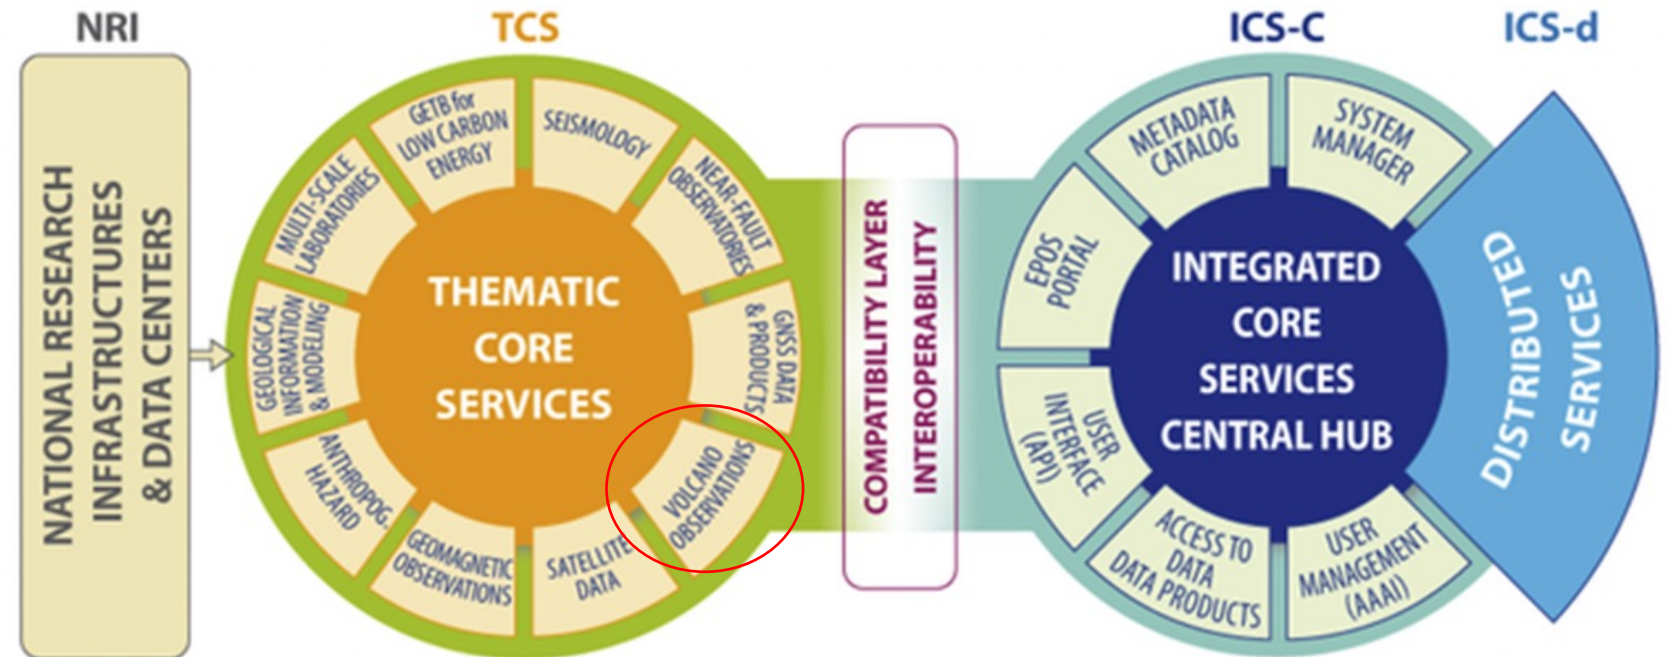 NRI
NATIONAL RESEARCH
INFRASTRUCTURES
& DATA CENTERS
TCS
GETB for
LOW CARBON
ENERGY
SEISMOLOGY
NEAR-FAULT
OBSERVATORIES
GNSS DATA
& PRODUCTS
VOLCANO
OBSERVATIONS
SATELLITE
DATA
GEOMAGNETIC
OBSERVATIONS
ANTHROPOG.
HAZARD
GEOLOGICAL
INFORMATION
& MODELING
MULTI-SCALE
LABORATORIES
THEMATIC
CORE
SERVICES
COMPATIBILITY LAYER
INTEROPERABILITY
ICS-C
METADATA
CATALOG
SYSTEM
MANAGER
EPOS
PORTAL
USER
INTERFACE
(API)
ACCESS TO
DATA
DATA PRODUCTS
USER
MANAGEMENT
(AAAI)
INTEGRATED
CORE
SERVICES
CENTRAL HUB
ICS-d
DISTRIBUTED
SERVICES